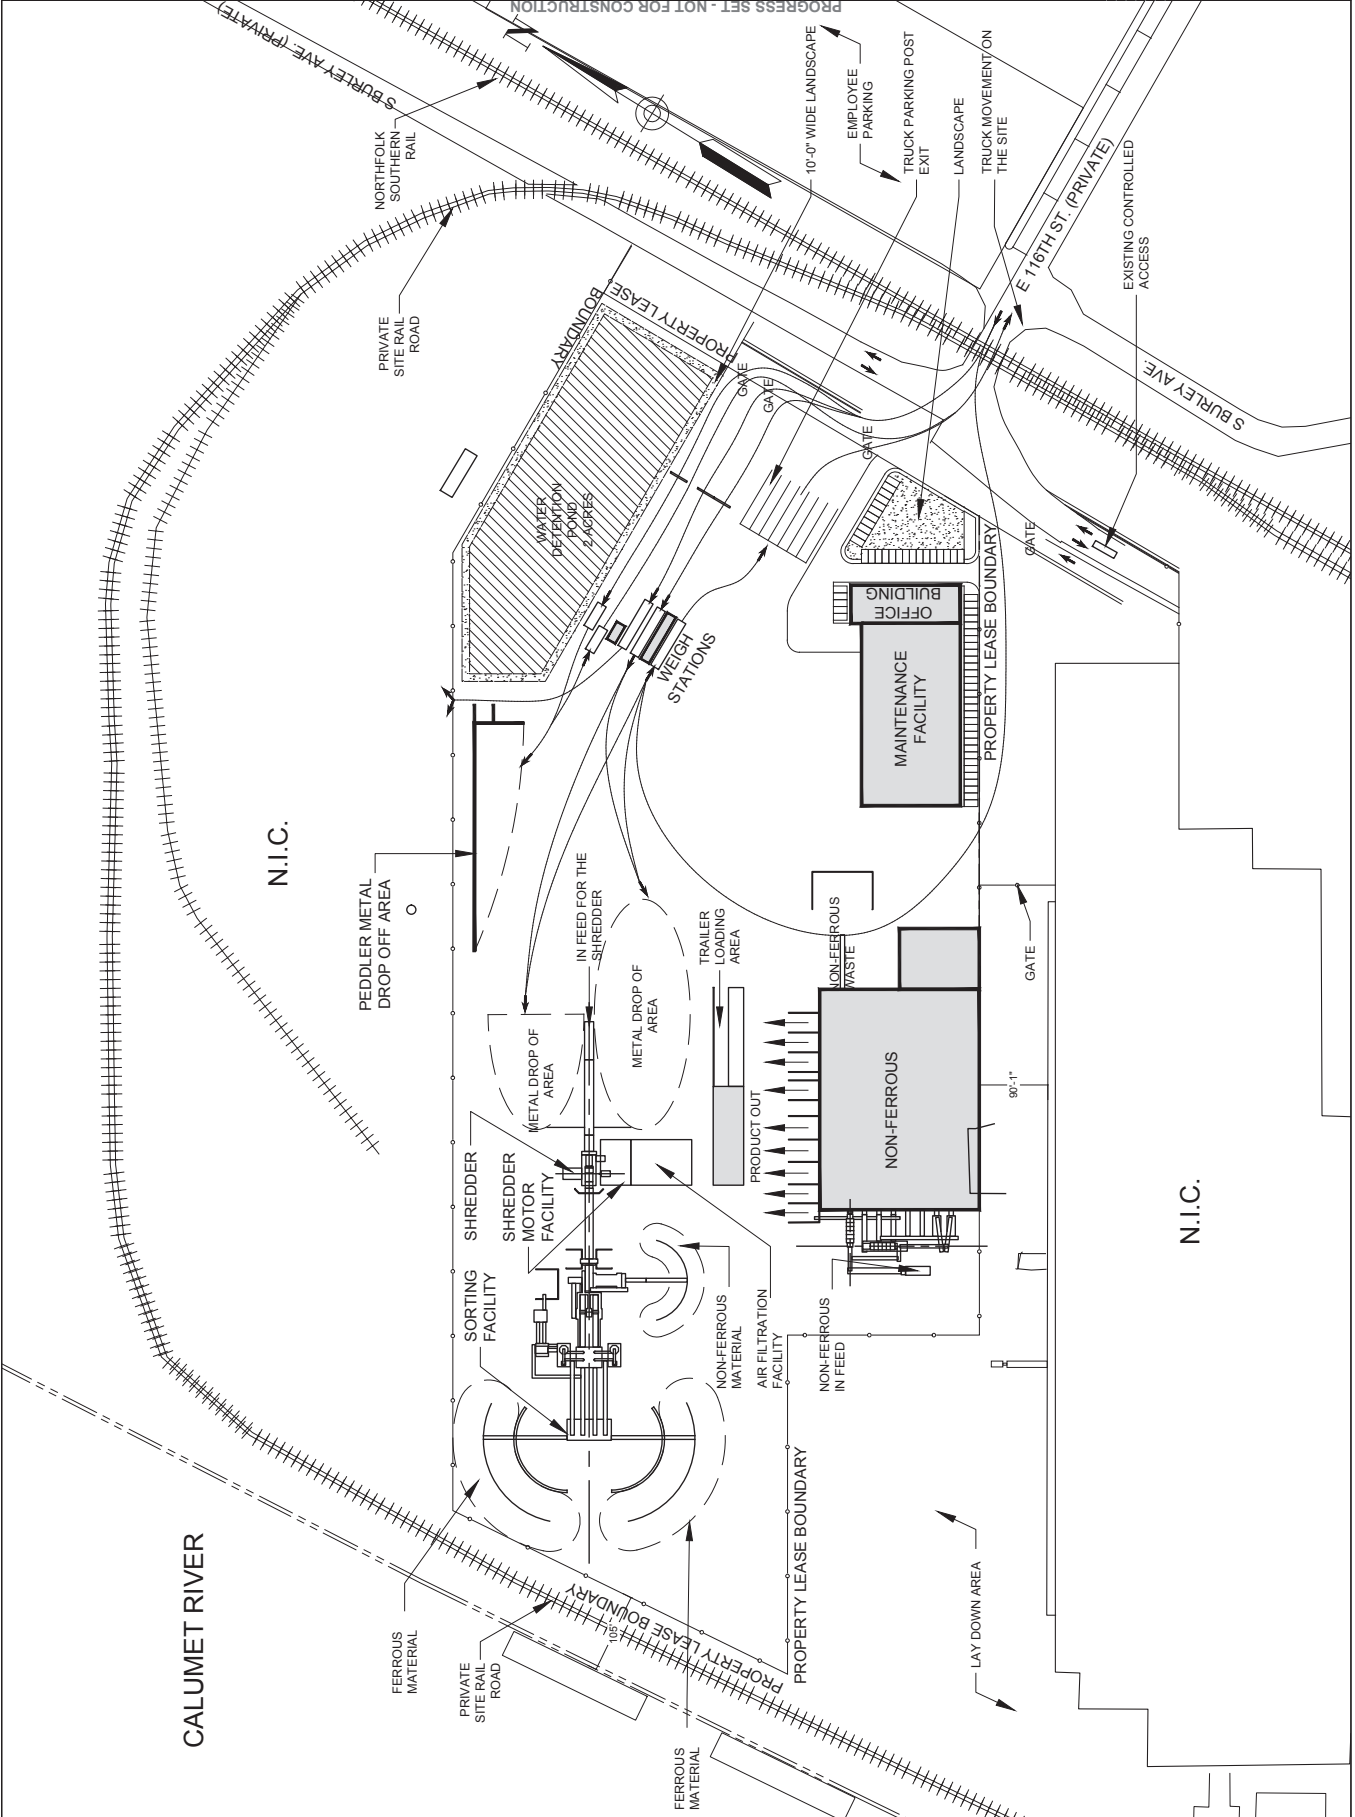 PROGRESS SET - NOT FOR CONSTRUCTION
S BURLEY AVE. (PRIVATE)
NORTHFOLK
SOUTHERN
RAIL
PRIVATE
SITE RAIL
ROAD
10'-0" WIDE LANDSCAPE
EMPLOYEE
PARKING
TRUCK PARKING POST
EXIT
LANDSCAPE
TRUCK MOVEMENT ON
THE SITE
E 116TH ST. (PRIVATE)
EXISTING CONTROLLED
ACCESS
S BURLEY AVE.
PROPERTY LEASE
BOUNDARY
GATE
GATE
GATE
GATE
WATER
DETENTION
POND
2 ACRES
WEIGH
STATIONS
OFFICE
BUILDING
MAINTENANCE
FACILITY
PROPERTY LEASE BOUNDARY
N.I.C.
PEDDLER METAL
DROP OFF AREA
IN FEED FOR THE
SHREDDER
METAL DROP OF
AREA
METAL DROP OF
AREA
TRAILER
LOADING
AREA
NON-FERROUS
WASTE
GATE
PRODUCT OUT
NON-FERROUS
90'-1"
SHREDDER
SHREDDER
MOTOR
FACILITY
SORTING
FACILITY
NON-FERROUS
MATERIAL
AIR FILTRATION
FACILITY
NON-FERROUS
IN FEED
N.I.C.
CALUMET RIVER
FERROUS
MATERIAL
PRIVATE
SITE RAIL
ROAD
105'
PROPERTY LEASE BOUNDARY
PROPERTY LEASE BOUNDARY
LAY DOWN AREA
FERROUS
MATERIAL